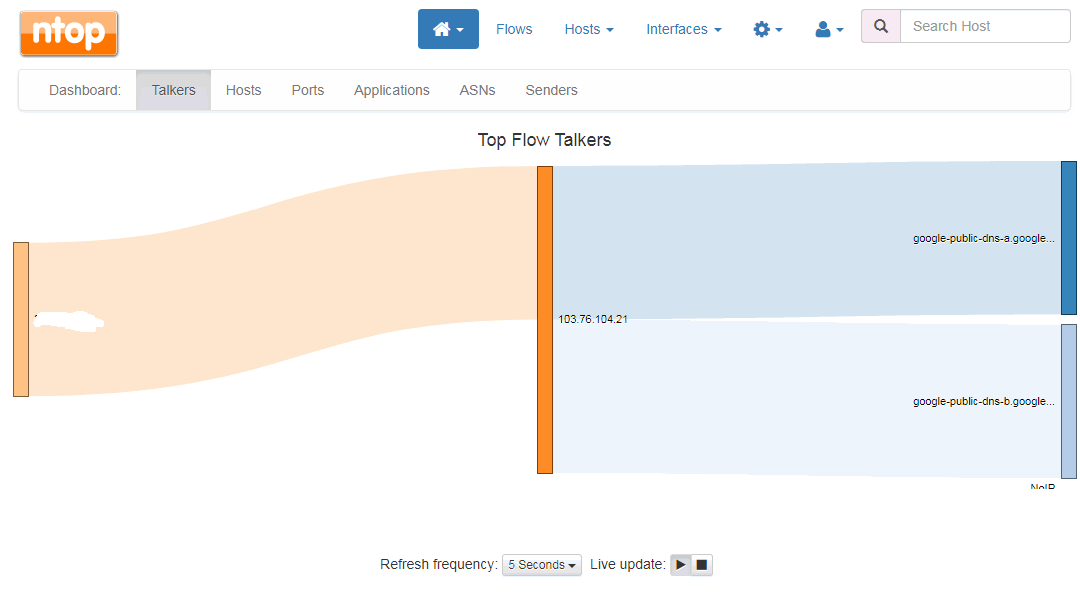 ntop
Flows
Hosts
Interfaces
Search Host
Dashboard:
Talkers
Hosts
Ports
Applications
ASNs
Senders
Top Flow Talkers
google-public-dns-a.google...
103.76.104.21
google-public-dns-b.google...
NoIP
Refresh frequency: 5 Seconds Live update: